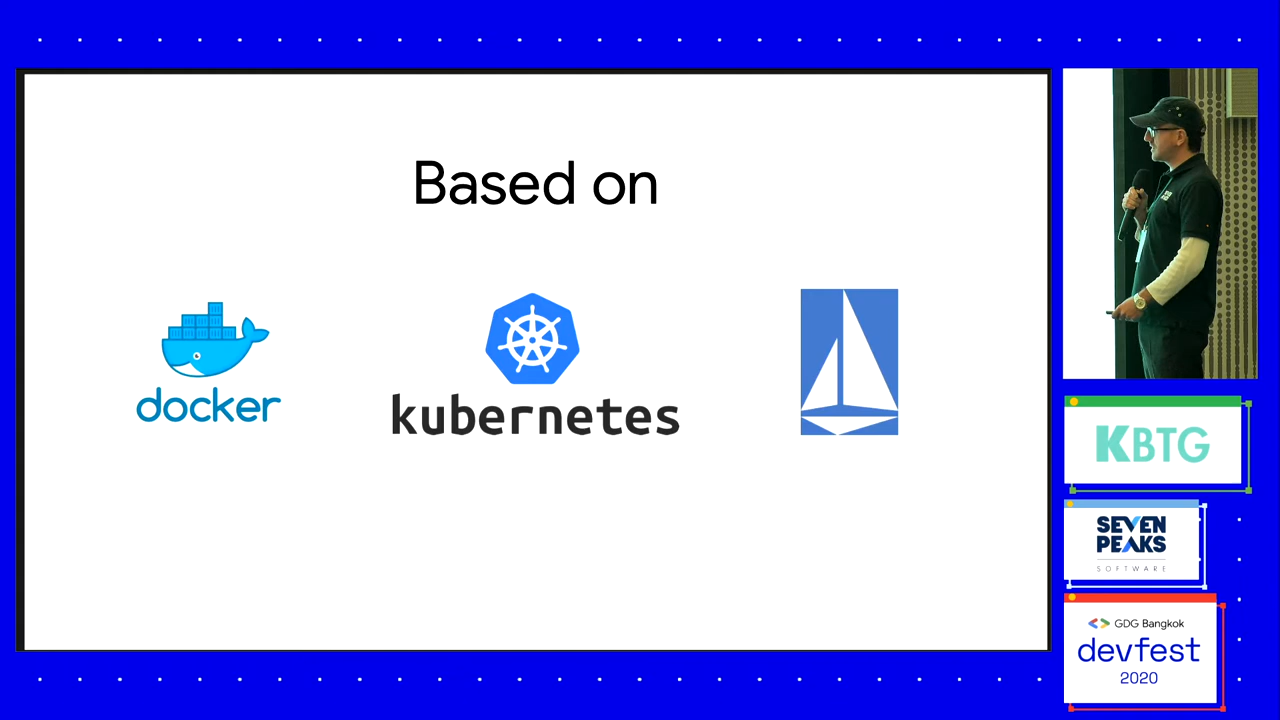 Based on
docker
kubernetes
KBTG
SEVEN
PEAKS
SOFTWARE
GDG Bangkok
devfest
2020